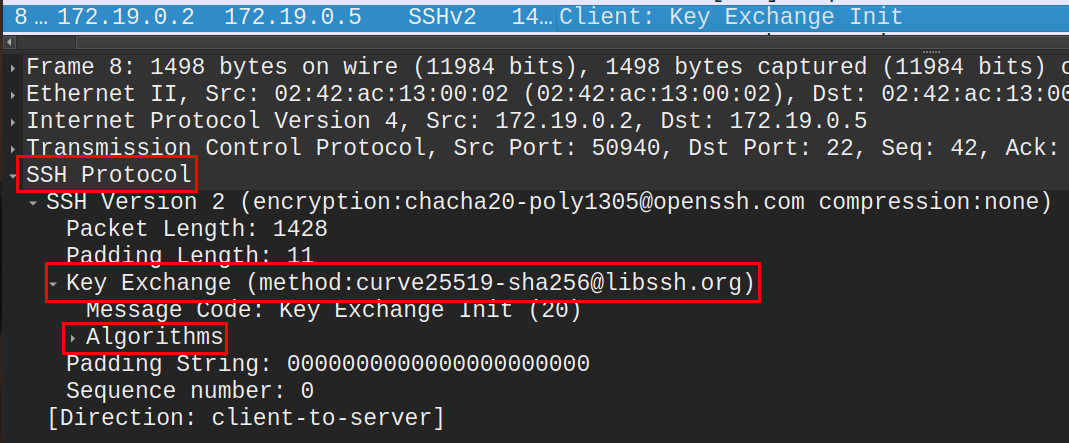 8 … 172.19.0.2 172.19.0.5 SSHv2 14… Client: Key Exchange Init
Frame 8: 1498 bytes on wire (11984 bits), 1498 bytes captured (11984 bits) o
Ethernet II, Src: 02:42:ac:13:00:02 (02:42:ac:13:00:02), Dst: 02:42:ac:13:00
Internet Protocol Version 4, Src: 172.19.0.2, Dst: 172.19.0.5
Transmission Control Protocol, Src Port: 50940, Dst Port: 22, Seq: 42, Ack:
SSH Protocol
SSH Version 2 (encryption:chacha20-poly1305@openssh.com compression:none)
Packet Length: 1428
Padding Length: 11
Key Exchange (method:curve25519-sha256@libssh.org)
Message Code: Key Exchange Init (20)
Algorithms
Padding String: 0000000000000000000000
Sequence number: 0
[Direction: client-to-server]